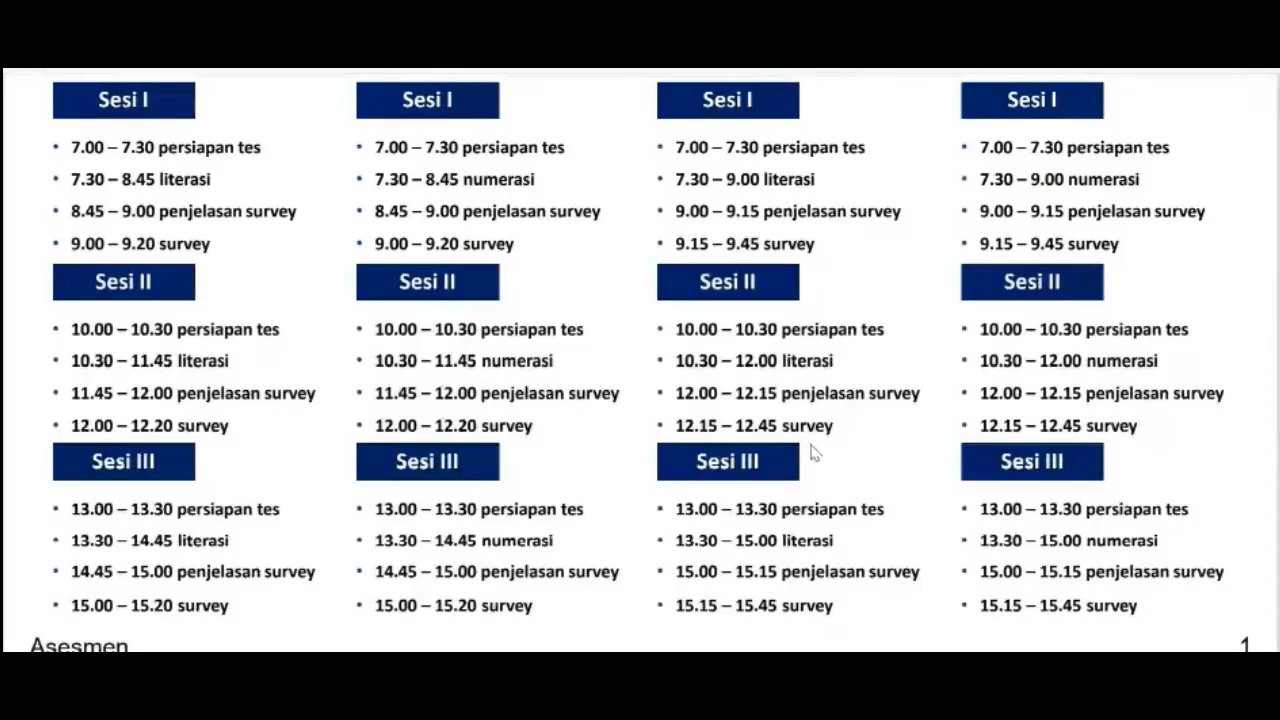 Sesi I
• 7.00 – 7.30 persiapan tes
• 7.30 – 8.45 literasi
• 8.45 – 9.00 penjelasan survey
• 9.00 – 9.20 survey
Sesi II
• 10.00 – 10.30 persiapan tes
• 10.30 – 11.45 literasi
• 11.45 – 12.00 penjelasan survey
• 12.00 – 12.20 survey
Sesi III
• 13.00 – 13.30 persiapan tes
• 13.30 – 14.45 literasi
• 14.45 – 15.00 penjelasan survey
• 15.00 – 15.20 survey
Sesi I
• 7.00 – 7.30 persiapan tes
• 7.30 – 8.45 numerasi
• 8.45 – 9.00 penjelasan survey
• 9.00 – 9.20 survey
Sesi II
• 10.00 – 10.30 persiapan tes
• 10.30 – 11.45 numerasi
• 11.45 – 12.00 penjelasan survey
• 12.00 – 12.20 survey
Sesi III
• 13.00 – 13.30 persiapan tes
• 13.30 – 14.45 numerasi
• 14.45 – 15.00 penjelasan survey
• 15.00 – 15.20 survey
Sesi I
• 7.00 – 7.30 persiapan tes
• 7.30 – 9.00 literasi
• 9.00 – 9.15 penjelasan survey
• 9.15 – 9.45 survey
Sesi II
• 10.00 – 10.30 persiapan tes
• 10.30 – 12.00 literasi
• 12.00 – 12.15 penjelasan survey
• 12.15 – 12.45 survey
Sesi III
• 13.00 – 13.30 persiapan tes
• 13.30 – 15.00 literasi
• 15.00 – 15.15 penjelasan survey
• 15.15 – 15.45 survey
Sesi I
• 7.00 – 7.30 persiapan tes
• 7.30 – 9.00 numerasi
• 9.00 – 9.15 penjelasan survey
• 9.15 – 9.45 survey
Sesi II
• 10.00 – 10.30 persiapan tes
• 10.30 – 12.00 numerasi
• 12.00 – 12.15 penjelasan survey
• 12.15 – 12.45 survey
Sesi III
• 13.00 – 13.30 persiapan tes
• 13.30 – 15.00 numerasi
• 15.00 – 15.15 penjelasan survey
• 15.15 – 15.45 survey
Asesmen
1